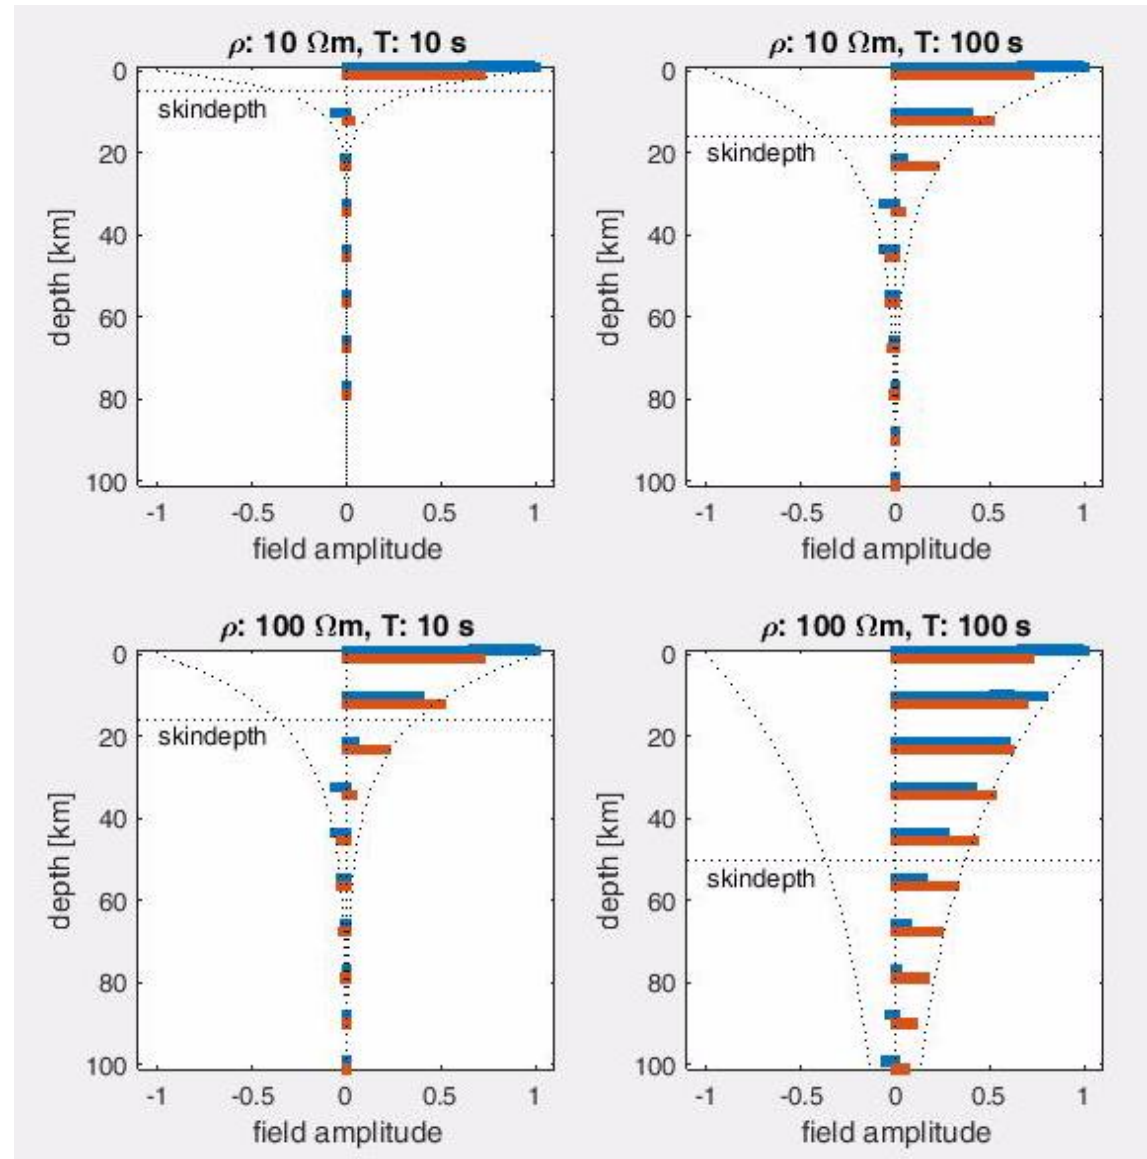 ρ: 10 Ωm, T: 10 s
0
20
40
60
80
100
depth [km]
skindepth
-1 -0.5 0 0.5 1
field amplitude
ρ: 10 Ωm, T: 100 s
0
20
40
60
80
100
depth [km]
skindepth
-1 -0.5 0 0.5 1
field amplitude
ρ: 100 Ωm, T: 10 s
0
20
40
60
80
100
depth [km]
skindepth
-1 -0.5 0 0.5 1
field amplitude
ρ: 100 Ωm, T: 100 s
0
20
40
60
80
100
depth [km]
skindepth
-1 -0.5 0 0.5 1
field amplitude